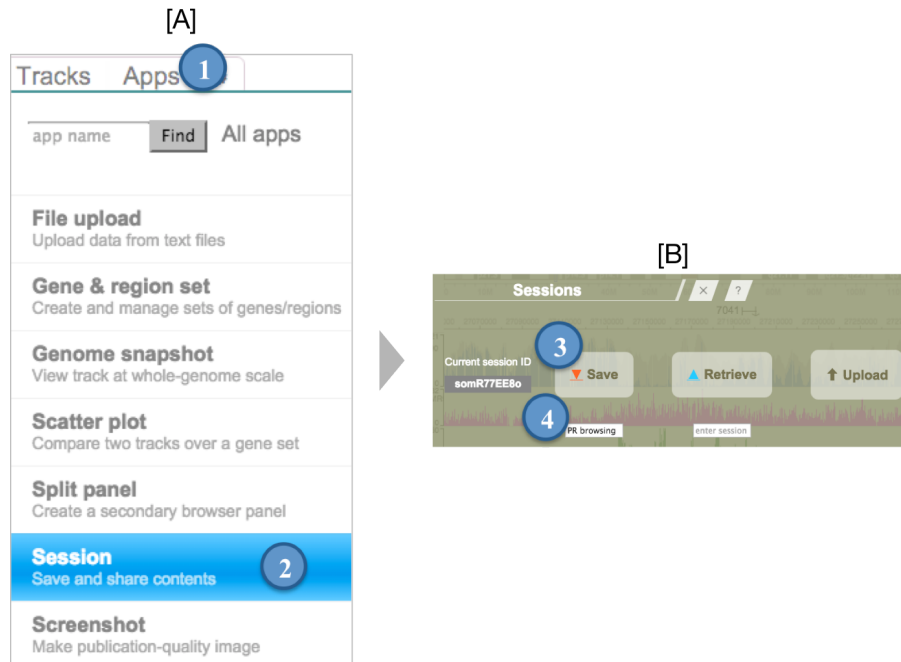 [A]
Tracks Apps
1
app name Find All apps
File upload
Upload data from text files
Gene & region set
Create and manage sets of genes/regions
Genome snapshot
View track at whole-genome scale
Scatter plot
Compare two tracks over a gene set
Split panel
Create a secondary browser panel
Session
Save and share contents
2
Screenshot
Make publication-quality image
[B]
Sessions × ?
7041
3
Current session ID
somR77EE8o
Save Retrieve Upload
4
PR browsing enter session